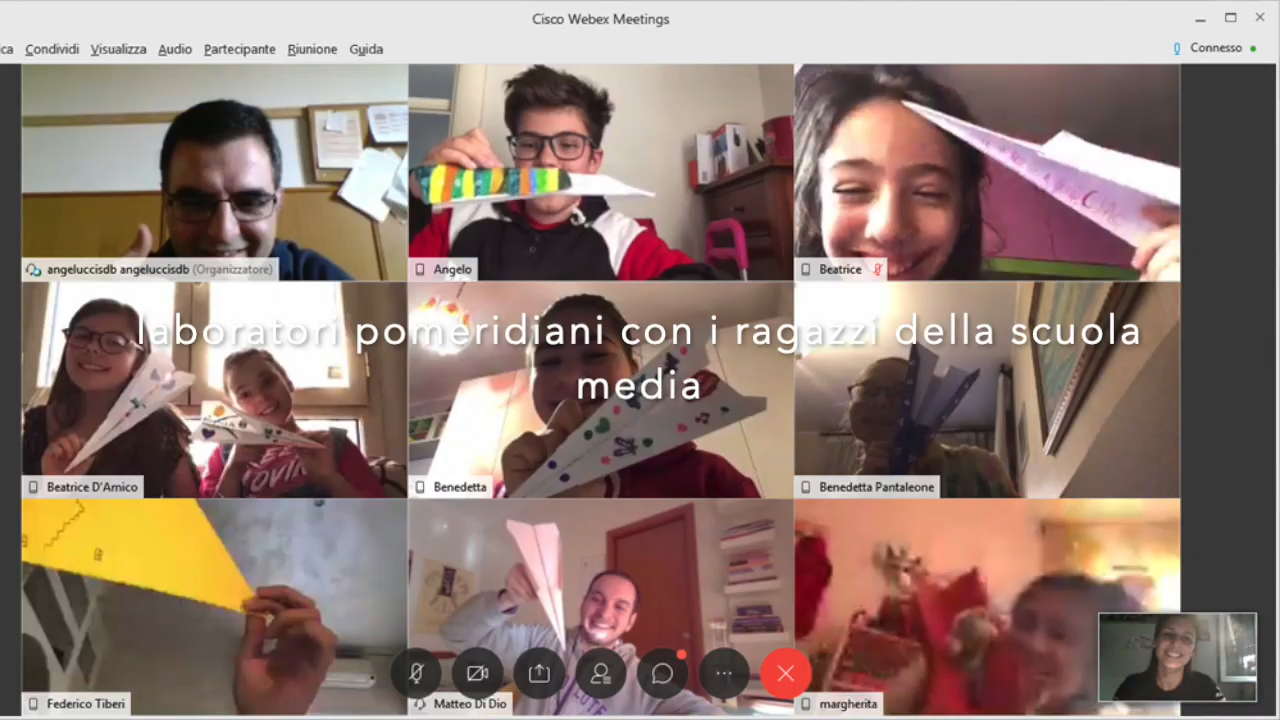 Cisco Webex Meetings
ca Condividi Visualizza Audio Partecipante Riunione Guida
Connesso
angeluccisdb angeluccisdb (Organizzatore)
Angelo
Beatrice
laboratori pomeridiani con i ragazzi della scuola
media
Beatrice D'Amico
Benedetta
Benedetta Pantaleone
Federico Tiberi
Matteo Di Dio
margherita